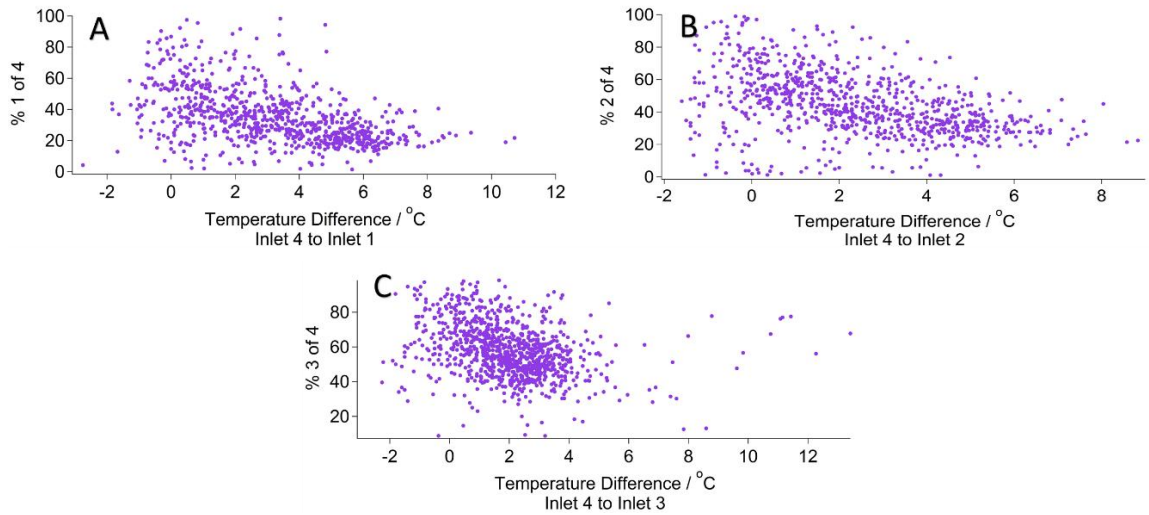 A
100
80
60
40
20
0
% 1 of 4
-2 0 2 4 6 8 10 12
Temperature Difference / °C
Inlet 4 to Inlet 1
B
100
80
60
40
20
0
% 2 of 4
-2 0 2 4 6 8
Temperature Difference / °C
Inlet 4 to Inlet 2
C
80
60
40
20
% 3 of 4
-2 0 2 4 6 8 10 12
Temperature Difference / °C
Inlet 4 to Inlet 3